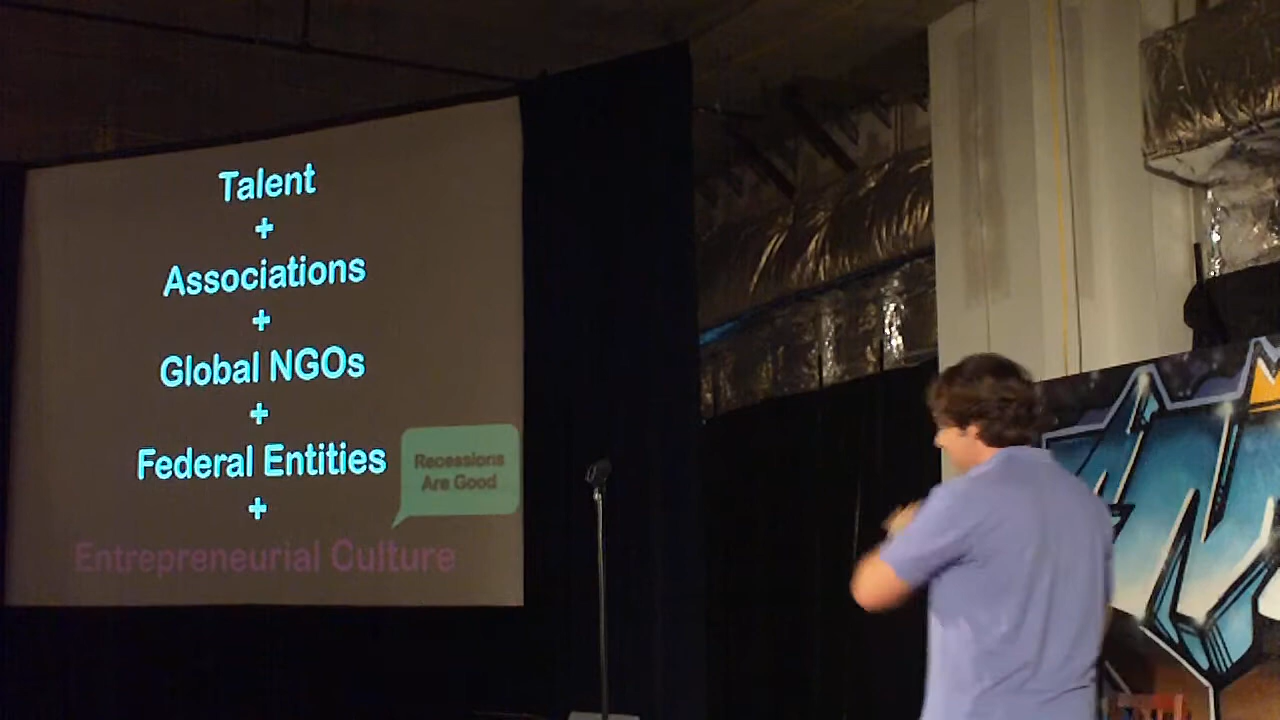 Talent
+
Associations
+
Global NGOs
+
Federal Entities
+
Recessions
Are Good
Entrepreneurial Culture